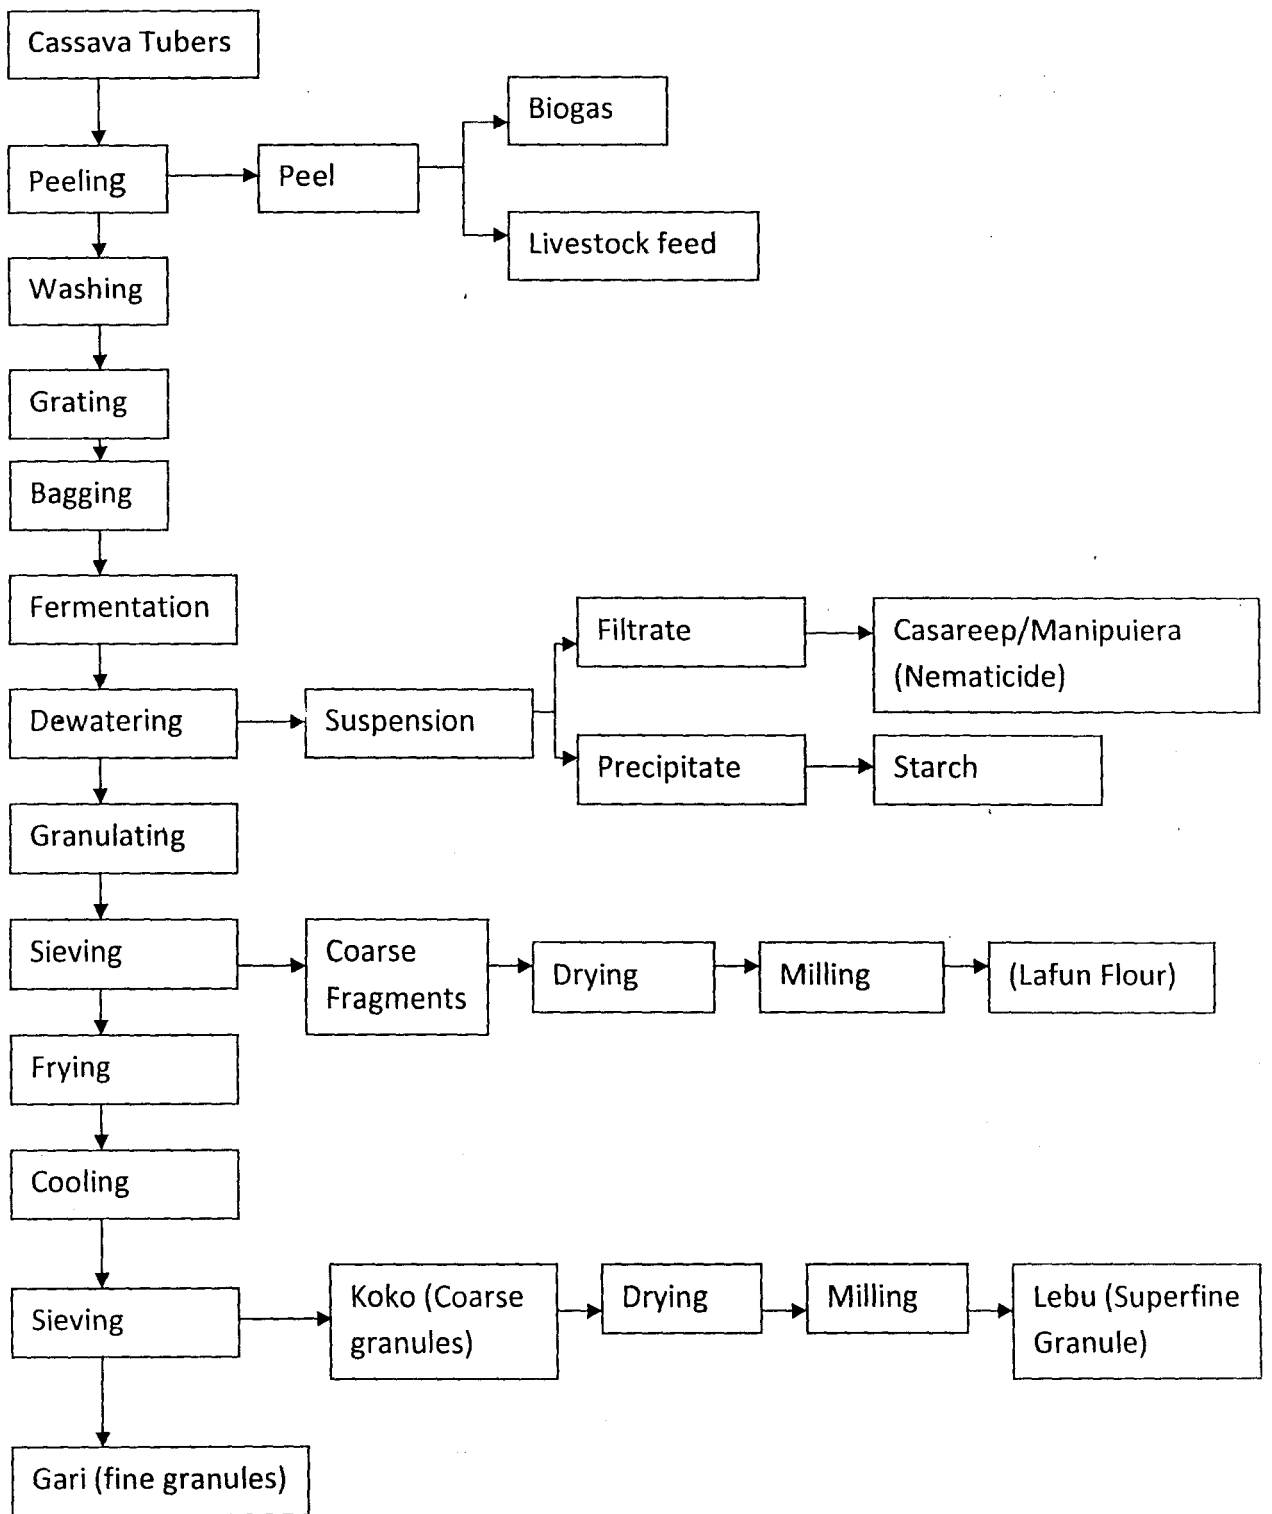 Cassava Tubers
Biogas
Peeling
Peel
Livestock feed
Washing
Grating
Bagging
Fermentation
Filtrate
Casareep/Manipuiera
(Nematicide)
Dewatering
Suspension
Precipitate
Starch
Granulating
Sieving
Coarse
Fragments
Drying
Milling
(Lafun Flour)
Frying
Cooling
Sieving
Koko (Coarse
granules)
Drying
Milling
Lebu (Superfine
Granule)
Gari (fine granules)